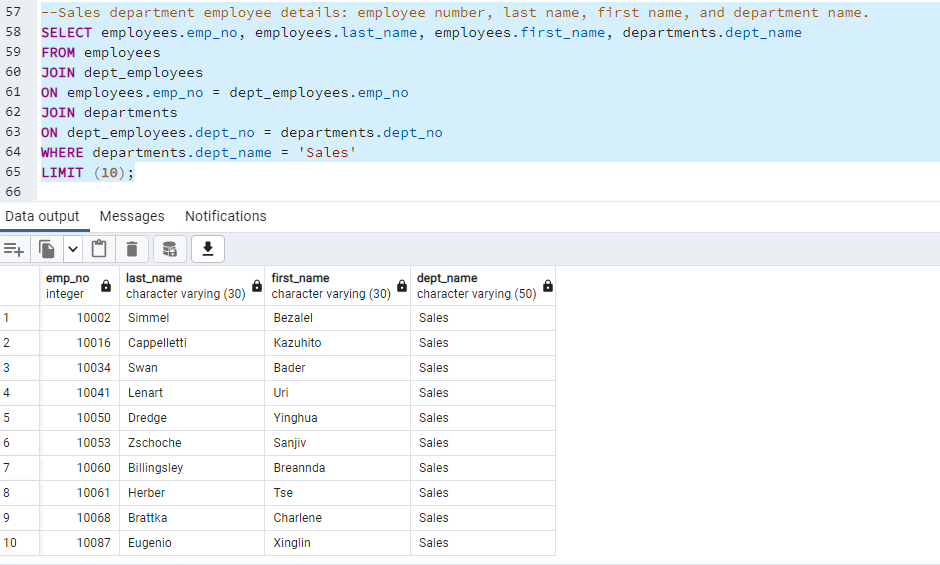 57 --Sales department employee details: employee number, last name, first name, and department name.
58 SELECT employees.emp_no, employees.last_name, employees.first_name, departments.dept_name
59 FROM employees
60 JOIN dept_employees
61 ON employees.emp_no = dept_employees.emp_no
62 JOIN departments
63 ON dept_employees.dept_no = departments.dept_no
64 WHERE departments.dept_name = 'Sales'
65 LIMIT (10);
66
Data output Messages Notifications
emp_no last_name first_name dept_name
integer character varying (30) character varying (30) character varying (50)
1 10002 Simmel Bezalel Sales
2 10016 Cappelletti Kazuhito Sales
3 10034 Swan Bader Sales
4 10041 Lenart Uri Sales
5 10050 Dredge Yinghua Sales
6 10053 Zschoche Sanjiv Sales
7 10060 Billingsley Breannda Sales
8 10061 Herber Tse Sales
9 10068 Brattka Charlene Sales
10 10087 Eugenio Xinglin Sales